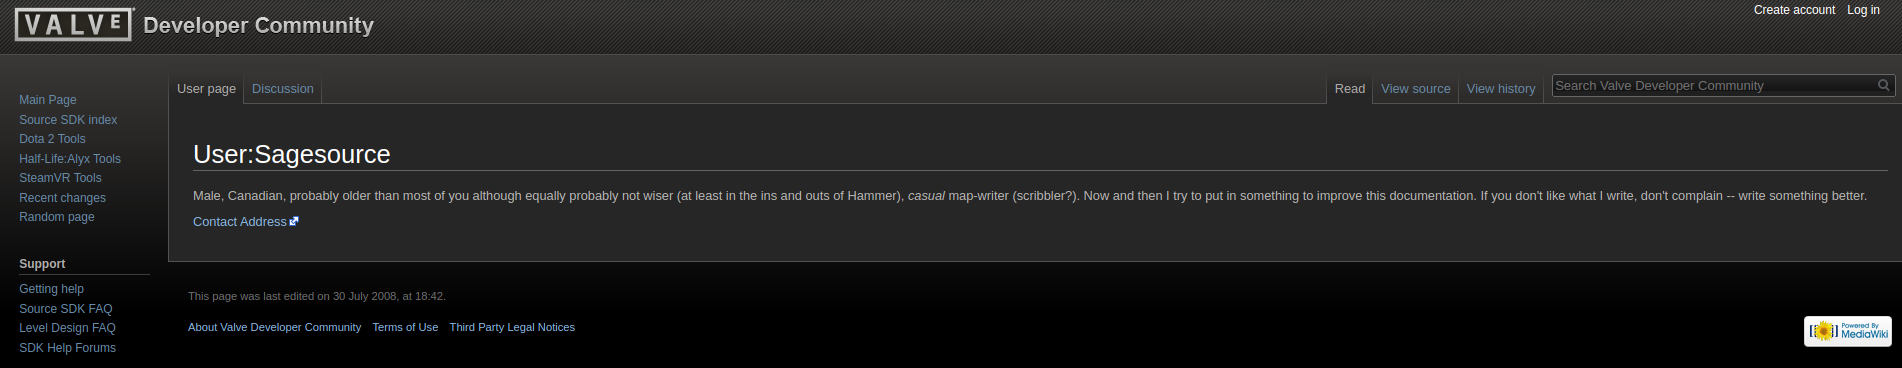 VALVE Developer Community
Create account Log in
User page Discussion
Read View source View history Search Valve Developer Community
Main Page
Source SDK index
Dota 2 Tools
Half-Life:Alyx Tools
SteamVR Tools
Recent changes
Random page
Support
Getting help
Source SDK FAQ
Level Design FAQ
SDK Help Forums
User:Sagesource
Male, Canadian, probably older than most of you although equally probably not wiser (at least in the ins and outs of Hammer), casual map-writer (scribbler?). Now and then I try to put in something to improve this documentation. If you don't like what I write, don't complain -- write something better.
Contact Address
This page was last edited on 30 July 2008, at 18:42.
About Valve Developer Community Terms of Use Third Party Legal Notices
Powered By
MediaWiki